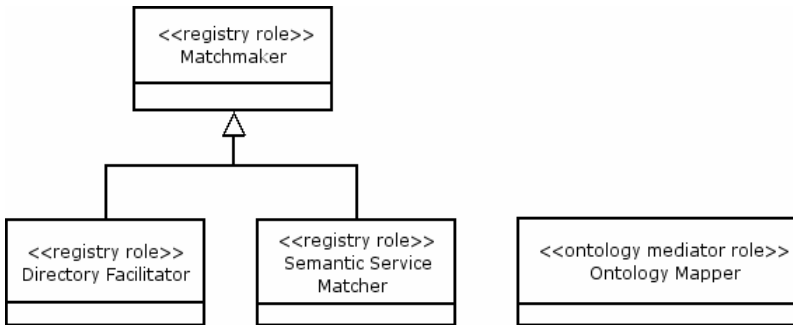 <<registry role>>
Matchmaker
<<registry role>>
Directory Facilitator
<<registry role>>
Semantic Service
Matcher
<<ontology mediator role>>
Ontology Mapper